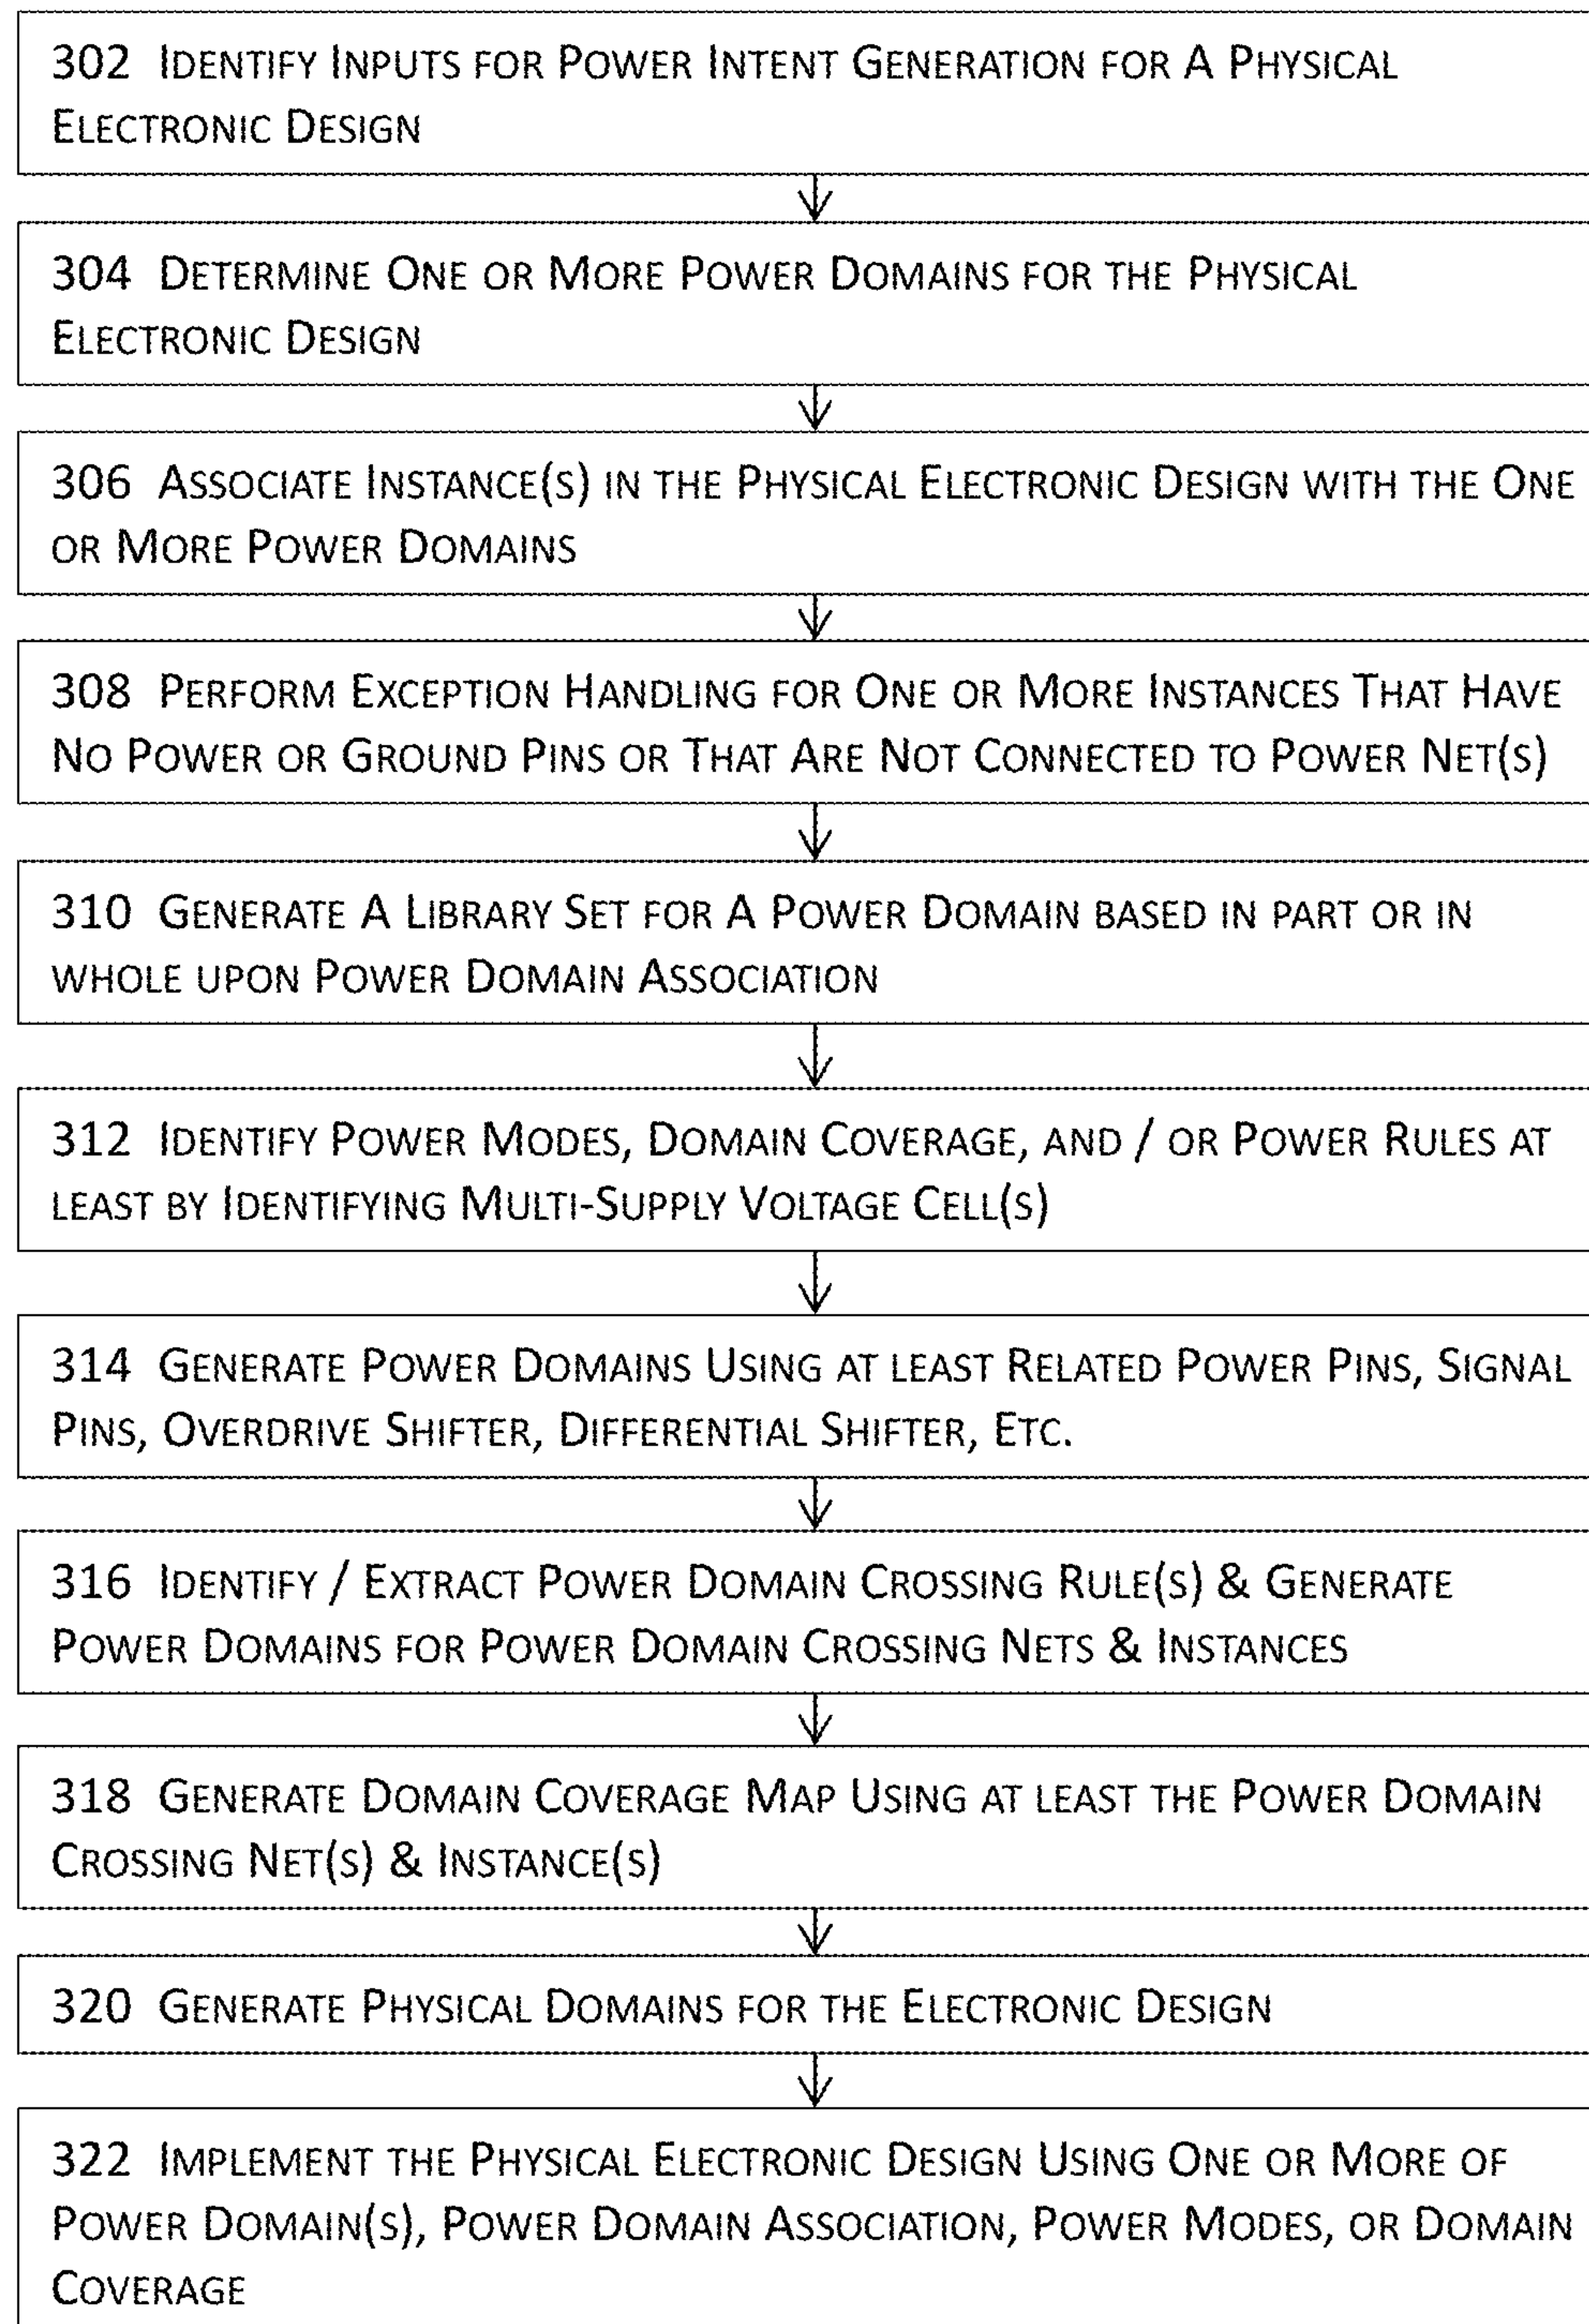 302 Identify Inputs for Power Intent Generation for A Physical
Electronic Design
304 Determine One or More Power Domains for the Physical
Electronic Design
306 Associate Instance(s) in the Physical Electronic Design with the One
or More Power Domains
308 Perform Exception Handling for One or More Instances That Have
No Power or Ground Pins or That Are Not Connected to Power Net(s)
310 Generate A Library Set for A Power Domain based in part or in
whole upon Power Domain Association
312 Identify Power Modes, Domain Coverage, and / or Power Rules at
least by Identifying Multi-Supply Voltage Cell(s)
314 Generate Power Domains Using at least Related Power Pins, Signal
Pins, Overdrive Shifter, Differential Shifter, Etc.
316 Identify / Extract Power Domain Crossing Rule(s) & Generate
Power Domains for Power Domain Crossing Nets & Instances
318 Generate Domain Coverage Map Using at least the Power Domain
Crossing Net(s) & Instance(s)
320 Generate Physical Domains for the Electronic Design
322 Implement the Physical Electronic Design Using One or More of
Power Domain(s), Power Domain Association, Power Modes, or Domain
Coverage